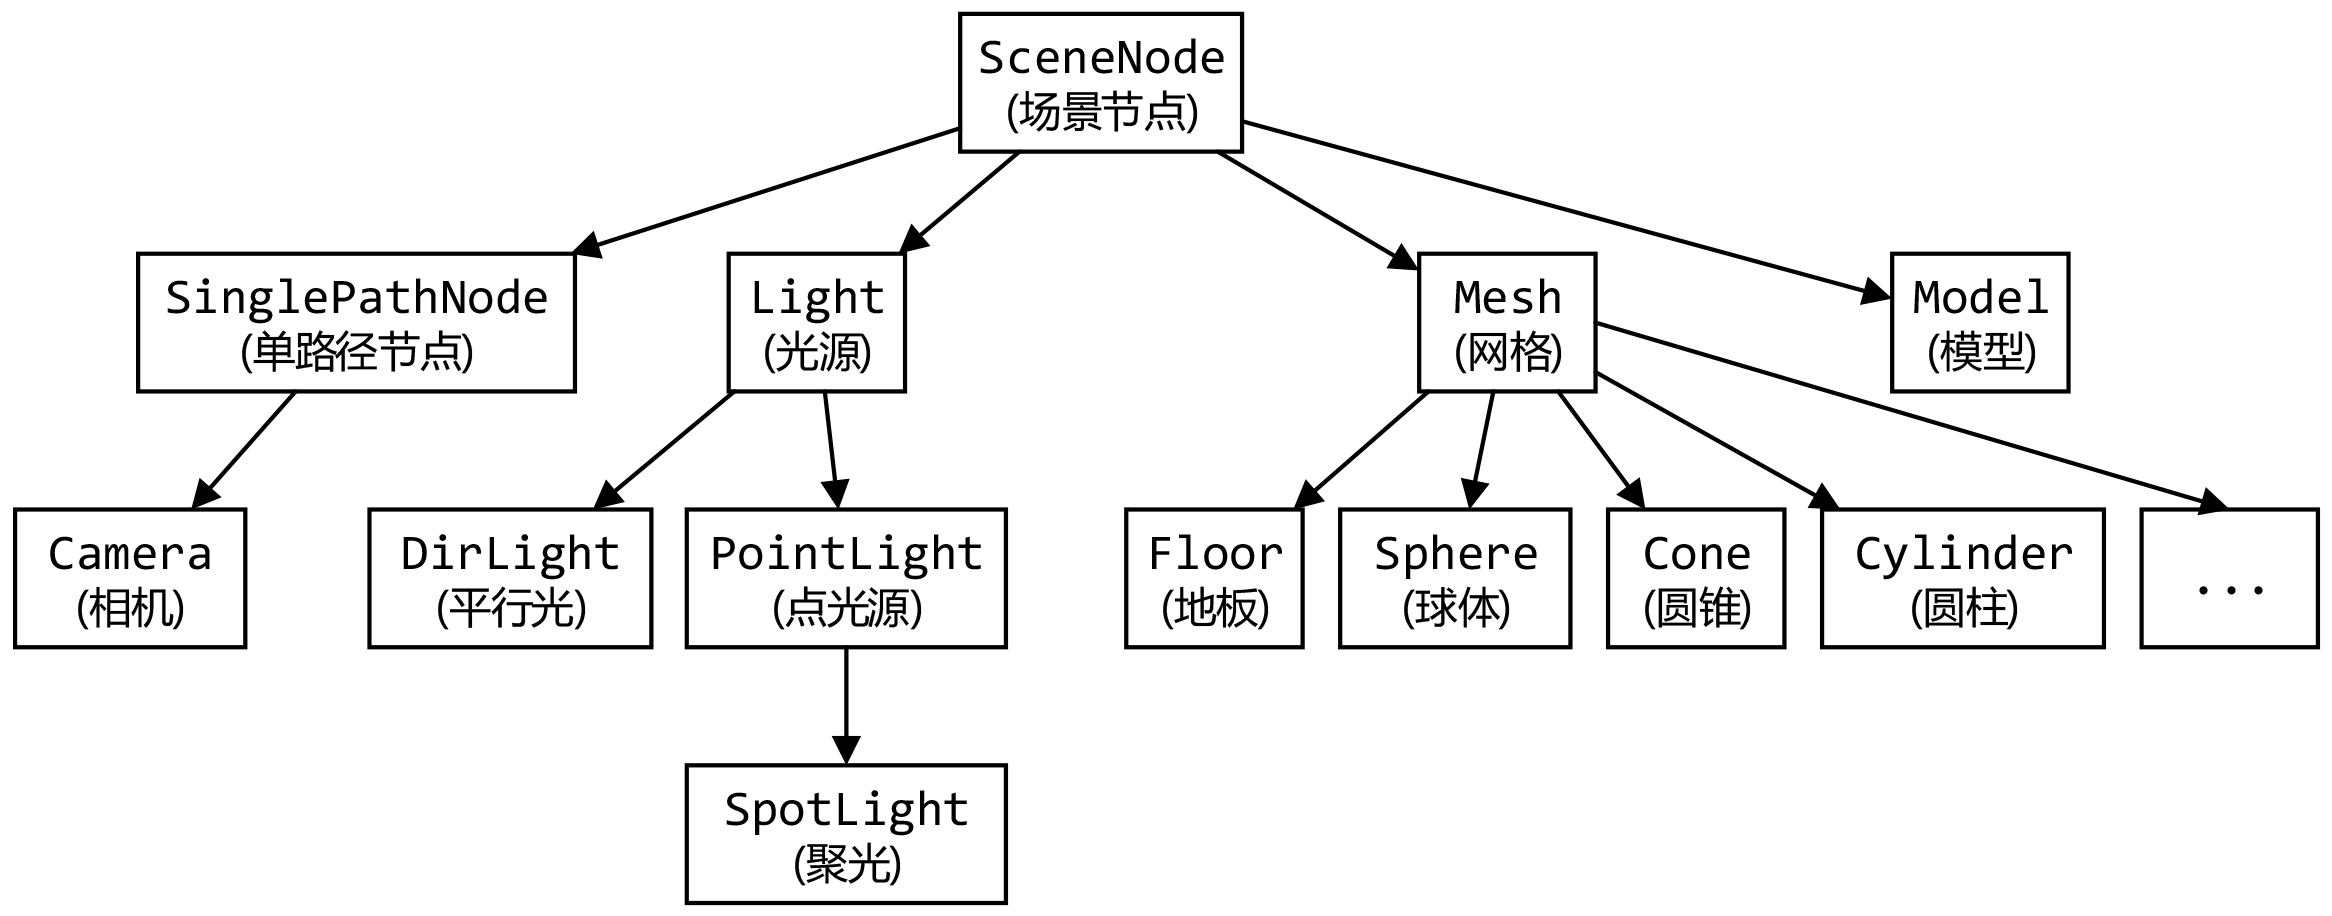 SceneNode
(场景节点)
SinglePathNode
(单路径节点)
Light
(光源)
Mesh
(网格)
Model
(模型)
Camera
(相机)
DirLight
(平行光)
PointLight
(点光源)
Floor
(地板)
Sphere
(球体)
Cone
(圆锥)
Cylinder
(圆柱)
...
SpotLight
(聚光)